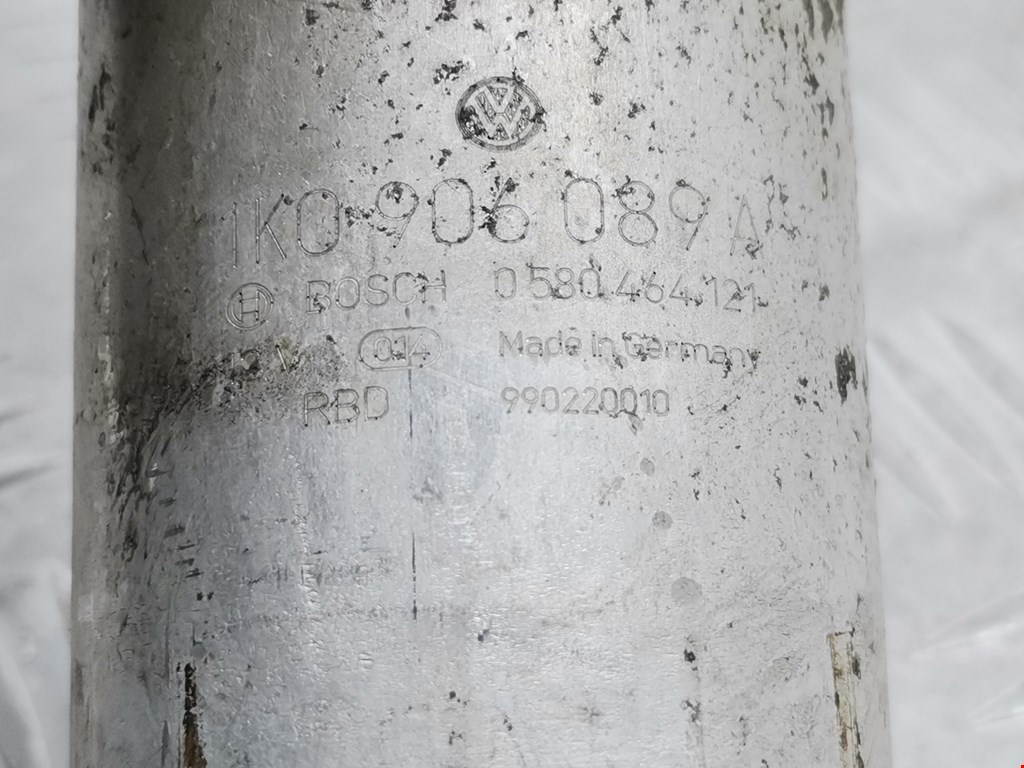 1K0 906 089 A
BOSCH 0 580 464 121
12 V 014 Made in Germany
RBD 990220010